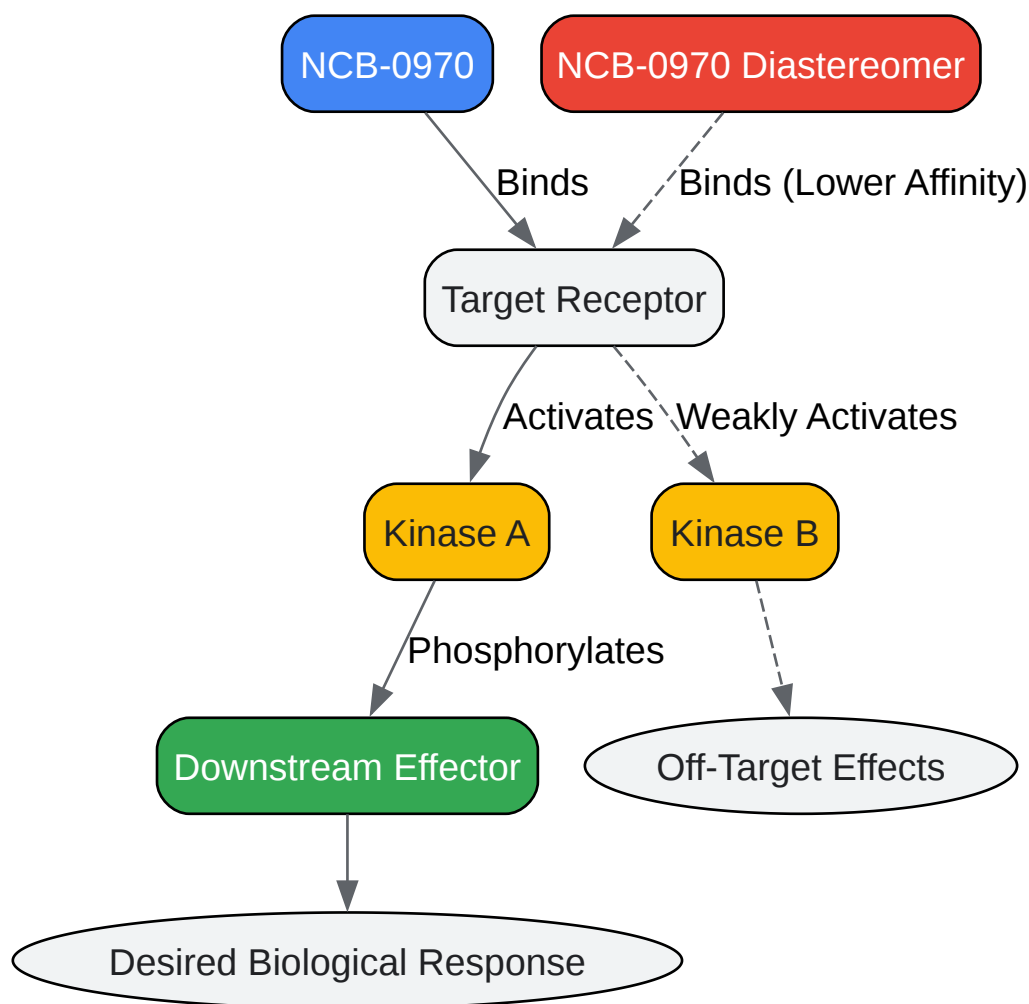 NCB-0970
NCB-0970 Diastereomer
Binds
Binds (Lower Affinity)
Target Receptor
Activates
Weakly Activates
Kinase A
Kinase B
Phosphorylates
Downstream Effector
Off-Target Effects
Desired Biological Response